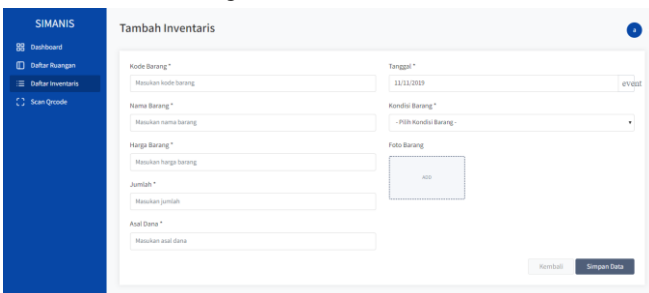 SIMANIS
Dashboard
Daftar Ruangan
Daftar Inventaris
Scan Qrcode
Tambah Inventaris
a
Kode Barang *
Masukan kode barang
Nama Barang *
Masukan nama barang
Harga Barang *
Masukan harga barang
Jumlah *
Masukan jumlah
Asal Dana *
Masukan asal dana
Tanggal *
11/11/2019
event
Kondisi Barang *
- Pilih Kondisi Barang -
Foto Barang
ADD
Kembali
Simpan Data